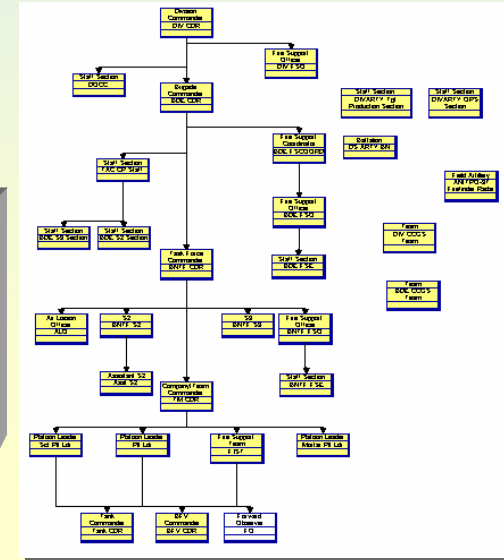 Division
Commander
DIV CDR
Fire Support
Officer
DIV FSO
Staff Section
DOCC
Brigade
Commander
BDE CDR
Staff Section
DIVARTY Tgt
Production Section
Staff Section
DIVARTY OPS
Section
Fire Support
Coordinator
BDE FSCOORD
Battalion
DS ARTY BN
Staff Section
TAC CP Staff
Field Artillery
Firefinder Radar
Fire Support
Officer
BDE FSO
Staff Section
BDE S3 Section
Staff Section
BDE S2 Section
Team
DIV COGS
Team
Task Force
Commander
BN/TF CDR
Staff Section
BDE FSE
Team
BDE COGS
Team
Air Liaison
Officer
ALO
S2
BN/TF S2
S3
BN/TF S3
Fire Support
Officer
BN/TF FSO
Assistant S2
Asst S2
Company/Team
Commander
TM CDR
Staff Section
BN/TF FSE
Platoon Leader
Sct Plt Ldr
Platoon Leader
Plt Ldr
Fire Support
Team
FIST
Platoon Leader
Mortar Plt Ldr
Tank
Commander
Tank CDR
BFV
Commander
BFV CDR
Forward
Observer
FO